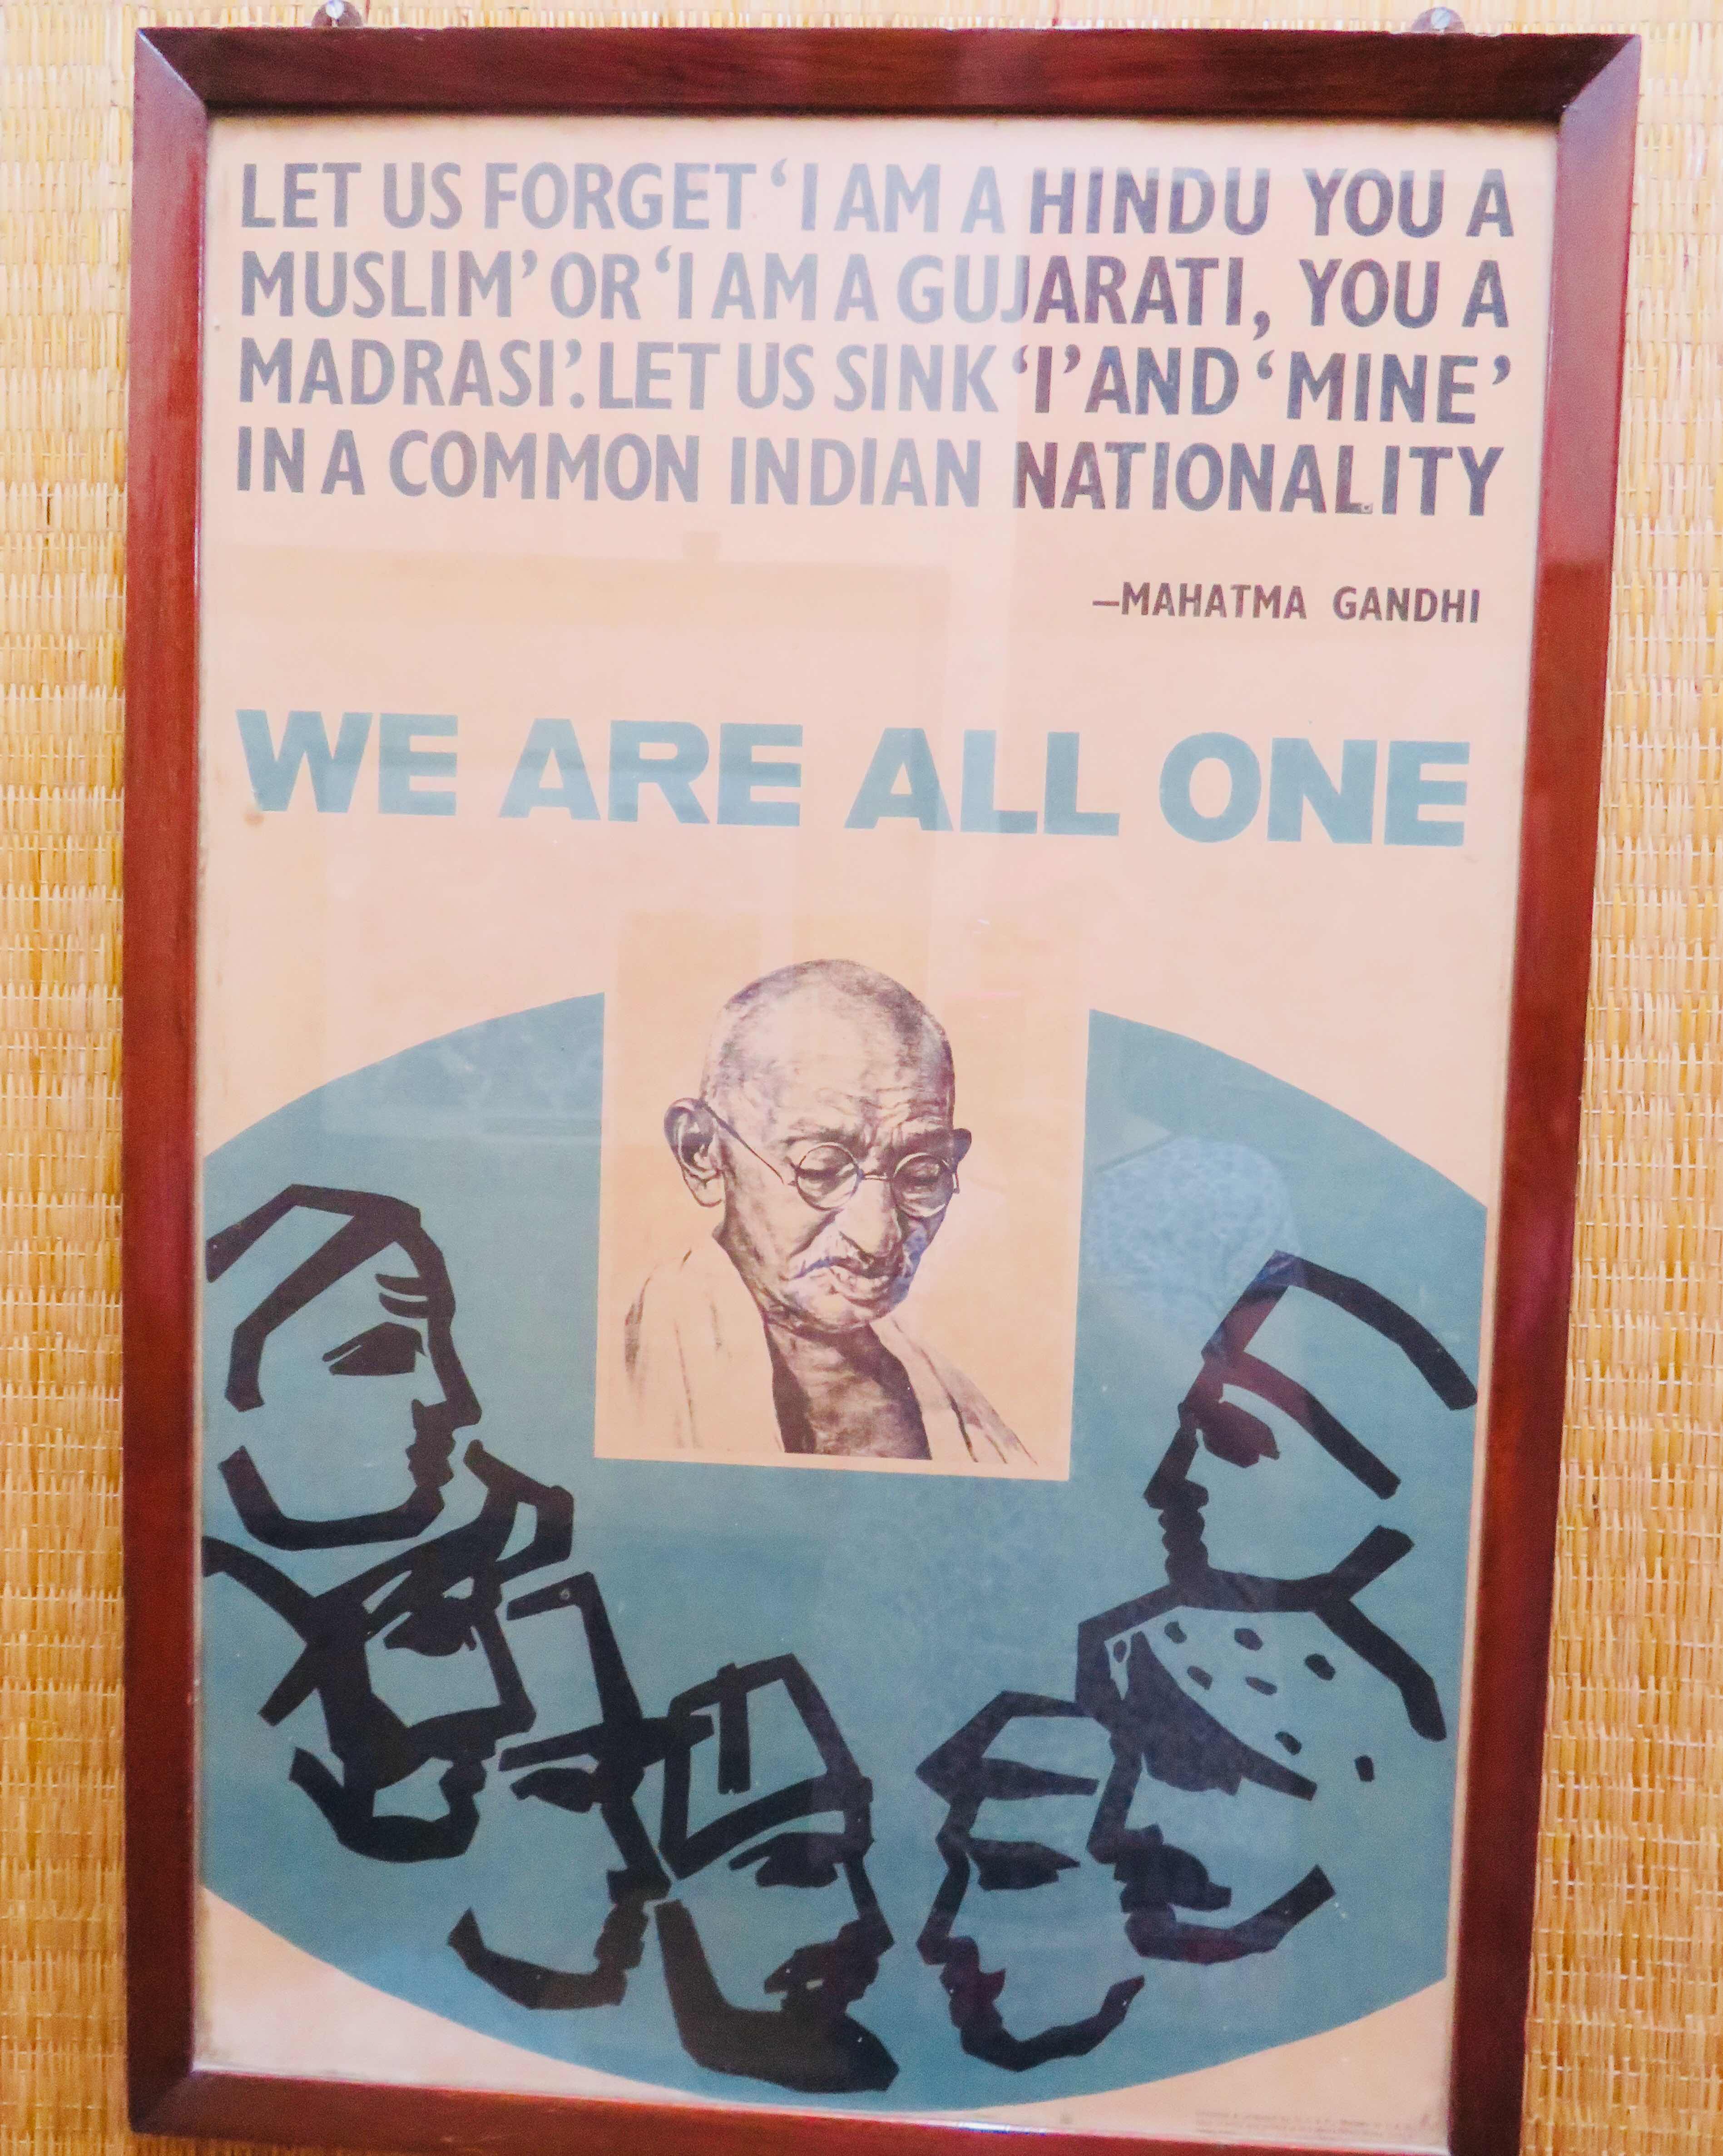 LET US FORGET ‘I AM A HINDU YOU A
MUSLIM’ OR ‘I AM A GUJARATI, YOU A
MADRASI’. LET US SINK ‘I’ AND ‘MINE’
IN A COMMON INDIAN NATIONALITY
—MAHATMA GANDHI
WE ARE ALL ONE